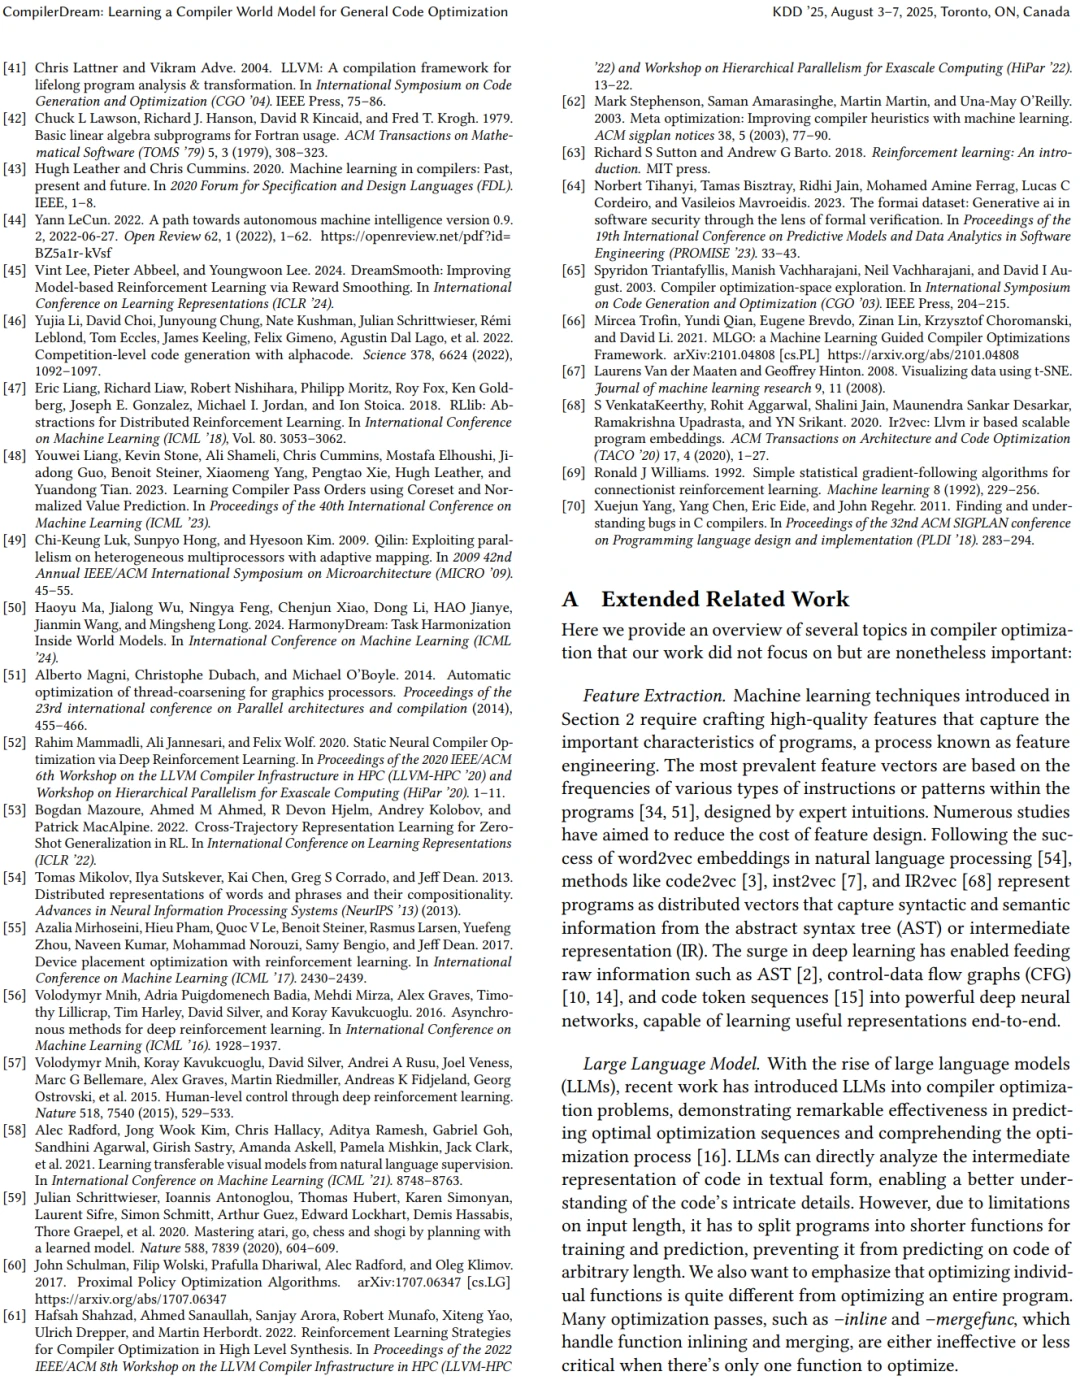 CompilerDream: Learning a Compiler World Model for General Code Optimization
KDD '25, August 3–7, 2025, Toronto, ON, Canada
[41] Chris Lattner and Vikram Adve. 2004. LLVM: A compilation framework for
lifelong program analysis & transformation. In International Symposium on Code
Generation and Optimization (CGO '04). IEEE Press, 75–86.
[42] Chuck L Lawson, Richard J. Hanson, David R Kincaid, and Fred T. Krogh. 1979.
Basic linear algebra subprograms for Fortran usage. ACM Transactions on Mathe-
matical Software (TOMS '79) 5, 3 (1979), 308–323.
[43] Hugh Leather and Chris Cummins. 2020. Machine learning in compilers: Past,
present and future. In 2020 Forum for Specification and Design Languages (FDL).
IEEE, 1–8.
[44] Yann LeCun. 2022. A path towards autonomous machine intelligence version 0.9.
2, 2022-06-27. Open Review 62, 1 (2022), 1–62. https://openreview.net/pdf?id=
BZ5a1r-kVsf
[45] Vint Lee, Pieter Abbeel, and Youngwoon Lee. 2024. DreamSmooth: Improving
Model-based Reinforcement Learning via Reward Smoothing. In International
Conference on Learning Representations (ICLR '24).
[46] Yujia Li, David Choi, Junyoung Chung, Nate Kushman, Julian Schrittwieser, Rémi
Leblond, Tom Eccles, James Keeling, Felix Gimeno, Agustin Dal Lago, et al. 2022.
Competition-level code generation with alphacode. Science 378, 6624 (2022),
1092–1097.
[47] Eric Liang, Richard Liaw, Robert Nishihara, Philipp Moritz, Roy Fox, Ken Gold-
berg, Joseph E. Gonzalez, Michael I. Jordan, and Ion Stoica. 2018. RLlib: Ab-
stractions for Distributed Reinforcement Learning. In International Conference
on Machine Learning (ICML '18), Vol. 80. 3053–3062.
[48] Youwei Liang, Kevin Stone, Ali Shameli, Chris Cummins, Mostafa Elhoushi, Ji-
adong Guo, Benoit Steiner, Xiaomeng Yang, Pengtao Xie, Hugh Leather, and
Yuandong Tian. 2023. Learning Compiler Pass Orders using Coreset and Nor-
malized Value Prediction. In Proceedings of the 40th International Conference on
Machine Learning (ICML '23).
[49] Chi-Keung Luk, Sunpyo Hong, and Hyesoon Kim. 2009. Qilin: Exploiting paral-
lelism on heterogeneous multiprocessors with adaptive mapping. In 2009 42nd
Annual IEEE/ACM International Symposium on Microarchitecture (MICRO '09).
45–55.
[50] Haoyu Ma, Jialong Wu, Ningya Feng, Chenjun Xiao, Dong Li, HAO Jianye,
Jianmin Wang, and Mingsheng Long. 2024. HarmonyDream: Task Harmonization
Inside World Models. In International Conference on Machine Learning (ICML
'24).
[51] Alberto Magni, Christophe Dubach, and Michael O'Boyle. 2014. Automatic
optimization of thread-coarsening for graphics processors. Proceedings of the
23rd international conference on Parallel architectures and compilation (2014),
455–466.
[52] Rahim Mammadli, Ali Jannesari, and Felix Wolf. 2020. Static Neural Compiler Op-
timization via Deep Reinforcement Learning. In Proceedings of the 2020 IEEE/ACM
6th Workshop on the LLVM Compiler Infrastructure in HPC (LLVM-HPC '20) and
Workshop on Hierarchical Parallelism for Exascale Computing (HiPar '20). 1–11.
[53] Bogdan Mazoure, Ahmed M Ahmed, R Devon Hjelm, Andrey Kolobov, and
Patrick MacAlpine. 2022. Cross-Trajectory Representation Learning for Zero-
Shot Generalization in RL. In International Conference on Learning Representations
(ICLR '22).
[54] Tomas Mikolov, Ilya Sutskever, Kai Chen, Greg S Corrado, and Jeff Dean. 2013.
Distributed representations of words and phrases and their compositionality.
Advances in Neural Information Processing Systems (NeurIPS '13) (2013).
[55] Azalia Mirhoseini, Hieu Pham, Quoc V Le, Benoit Steiner, Rasmus Larsen, Yuefeng
Zhou, Naveen Kumar, Mohammad Norouzi, Samy Bengio, and Jeff Dean. 2017.
Device placement optimization with reinforcement learning. In International
Conference on Machine Learning (ICML '17). 2430–2439.
[56] Volodymyr Mnih, Adria Puigdomenech Badia, Mehdi Mirza, Alex Graves, Timo-
thy Lillicrap, Tim Harley, David Silver, and Koray Kavukcuoglu. 2016. Asynchro-
nous methods for deep reinforcement learning. In International Conference on
Machine Learning (ICML '16). 1928–1937.
[57] Volodymyr Mnih, Koray Kavukcuoglu, David Silver, Andrei A Rusu, Joel Veness,
Marc G Bellemare, Alex Graves, Martin Riedmiller, Andreas K Fidjeland, Georg
Ostrovski, et al. 2015. Human-level control through deep reinforcement learning.
Nature 518, 7540 (2015), 529–533.
[58] Alec Radford, Jong Wook Kim, Chris Hallacy, Aditya Ramesh, Gabriel Goh,
Sandhini Agarwal, Girish Sastry, Amanda Askell, Pamela Mishkin, Jack Clark,
et al. 2021. Learning transferable visual models from natural language supervision.
In International Conference on Machine Learning (ICML '21). 8748–8763.
[59] Julian Schrittwieser, Ioannis Antonoglou, Thomas Hubert, Karen Simonyan,
Laurent Sifre, Simon Schmitt, Arthur Guez, Edward Lockhart, Demis Hassabis,
Thore Graepel, et al. 2020. Mastering atari, go, chess and shogi by planning with
a learned model. Nature 588, 7839 (2020), 604–609.
[60] John Schulman, Filip Wolski, Prafulla Dhariwal, Alec Radford, and Oleg Klimov.
2017. Proximal Policy Optimization Algorithms. arXiv:1707.06347 [cs.LG]
https://arxiv.org/abs/1707.06347
[61] Hafsah Shahzad, Ahmed Sanaullah, Sanjay Arora, Robert Munafo, Xiteng Yao,
Ulrich Drepper, and Martin Herbordt. 2022. Reinforcement Learning Strategies
for Compiler Optimization in High Level Synthesis. In Proceedings of the 2022
IEEE/ACM 8th Workshop on the LLVM Compiler Infrastructure in HPC (LLVM-HPC
'22) and Workshop on Hierarchical Parallelism for Exascale Computing (HiPar '22).
13–22.
[62] Mark Stephenson, Saman Amarasinghe, Martin Martin, and Una-May O'Reilly.
2003. Meta optimization: Improving compiler heuristics with machine learning.
ACM sigplan notices 38, 5 (2003), 77–90.
[63] Richard S Sutton and Andrew G Barto. 2018. Reinforcement learning: An intro-
duction. MIT press.
[64] Norbert Tihanyi, Tamas Bisztray, Ridhi Jain, Mohamed Amine Ferrag, Lucas C
Cordeiro, and Vasileios Mavroeidis. 2023. The formai dataset: Generative ai in
software security through the lens of formal verification. In Proceedings of the
19th International Conference on Predictive Models and Data Analytics in Software
Engineering (PROMISE '23). 33–43.
[65] Spyridon Triantafyllis, Manish Vachharajani, Neil Vachharajani, and David I Au-
gust. 2003. Compiler optimization-space exploration. In International Symposium
on Code Generation and Optimization (CGO '03). IEEE Press, 204–215.
[66] Mircea Trofin, Yundi Qian, Eugene Brevdo, Zinan Lin, Krzysztof Choromanski,
and David Li. 2021. MLGO: a Machine Learning Guided Compiler Optimizations
Framework. arXiv:2101.04808 [cs.PL] https://arxiv.org/abs/2101.04808
[67] Laurens Van der Maaten and Geoffrey Hinton. 2008. Visualizing data using t-SNE.
Journal of machine learning research 9, 11 (2008).
[68] S VenkataKeerthy, Rohit Aggarwal, Shalini Jain, Maunendra Sankar Desarkar,
Ramakrishna Upadrasta, and YN Srikant. 2020. Ir2vec: Llvm ir based scalable
program embeddings. ACM Transactions on Architecture and Code Optimization
(TACO '20) 17, 4 (2020), 1–27.
[69] Ronald J Williams. 1992. Simple statistical gradient-following algorithms for
connectionist reinforcement learning. Machine learning 8 (1992), 229–256.
[70] Xuejun Yang, Yang Chen, Eric Eide, and John Regehr. 2011. Finding and under-
standing bugs in C compilers. In Proceedings of the 32nd ACM SIGPLAN conference
on Programming language design and implementation (PLDI '18). 283–294.
A Extended Related Work
Here we provide an overview of several topics in compiler optimiza-
tion that our work did not focus on but are nonetheless important:
Feature Extraction. Machine learning techniques introduced in
Section 2 require crafting high-quality features that capture the
important characteristics of programs, a process known as feature
engineering. The most prevalent feature vectors are based on the
frequencies of various types of instructions or patterns within the
programs [34, 51], designed by expert intuitions. Numerous studies
have aimed to reduce the cost of feature design. Following the suc-
cess of word2vec embeddings in natural language processing [54],
methods like code2vec [3], inst2vec [7], and IR2vec [68] represent
programs as distributed vectors that capture syntactic and semantic
information from the abstract syntax tree (AST) or intermediate
representation (IR). The surge in deep learning has enabled feeding
raw information such as AST [2], control-data flow graphs (CFG)
[10, 14], and code token sequences [15] into powerful deep neural
networks, capable of learning useful representations end-to-end.
Large Language Model. With the rise of large language models
(LLMs), recent work has introduced LLMs into compiler optimiza-
tion problems, demonstrating remarkable effectiveness in predict-
ing optimal optimization sequences and comprehending the opti-
mization process [16]. LLMs can directly analyze the intermediate
representation of code in textual form, enabling a better under-
standing of the code's intricate details. However, due to limitations
on input length, it has to split programs into shorter functions for
training and prediction, preventing it from predicting on code of
arbitrary length. We also want to emphasize that optimizing individ-
ual functions is quite different from optimizing an entire program.
Many optimization passes, such as –inline and –mergefunc, which
handle function inlining and merging, are either ineffective or less
critical when there's only one function to optimize.